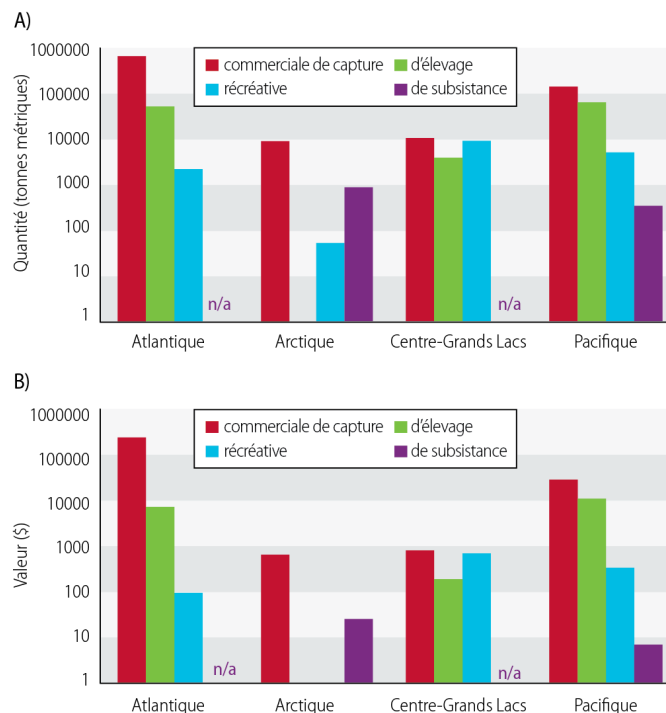 A)
1000000
100000
10000
1000
100
10
1
Quantité (tonnes métriques)
commerciale de capture
d'élevage
récréative
de subsistance
n/a
n/a
Atlantique
Arctique
Centre-Grands Lacs
Pacifique
B)
1000000
100000
10000
1000
100
10
1
Valeur ($)
commerciale de capture
d'élevage
récréative
de subsistance
n/a
n/a
Atlantique
Arctique
Centre-Grands Lacs
Pacifique